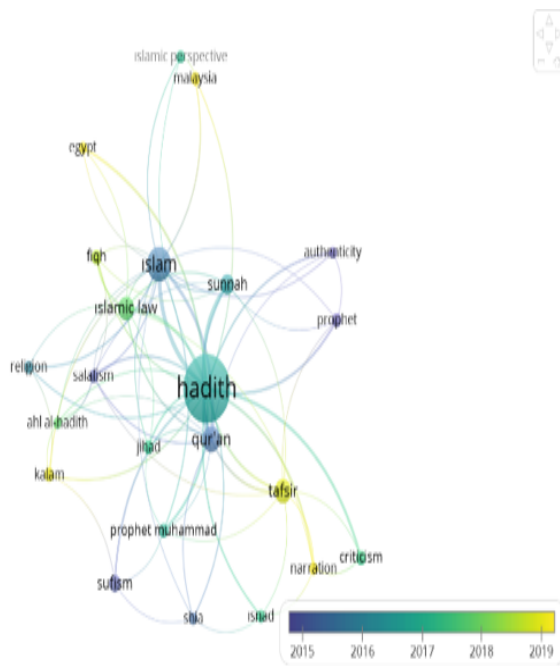 islamic perspective
malaysia
egypt
fiqh
islam
authenticity
sunnah
islamic law
prophet
religion
salafism
hadith
ahl al-hadith
jihad
qur'an
kalam
tafsir
prophet muhammad
criticism
narration
sufism
shia
isnad
2015 2016 2017 2018 2019